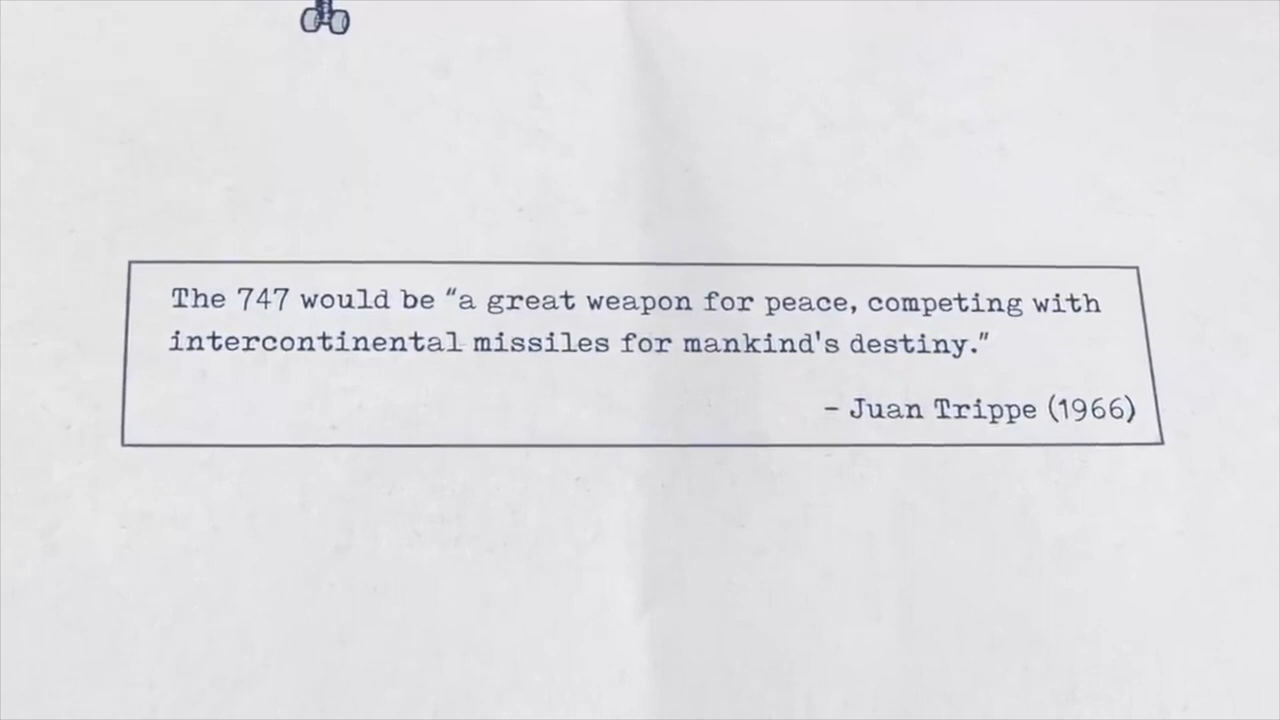 The 747 would be “a great weapon for peace, competing with
intercontinental missiles for mankind's destiny.”
– Juan Trippe (1966)